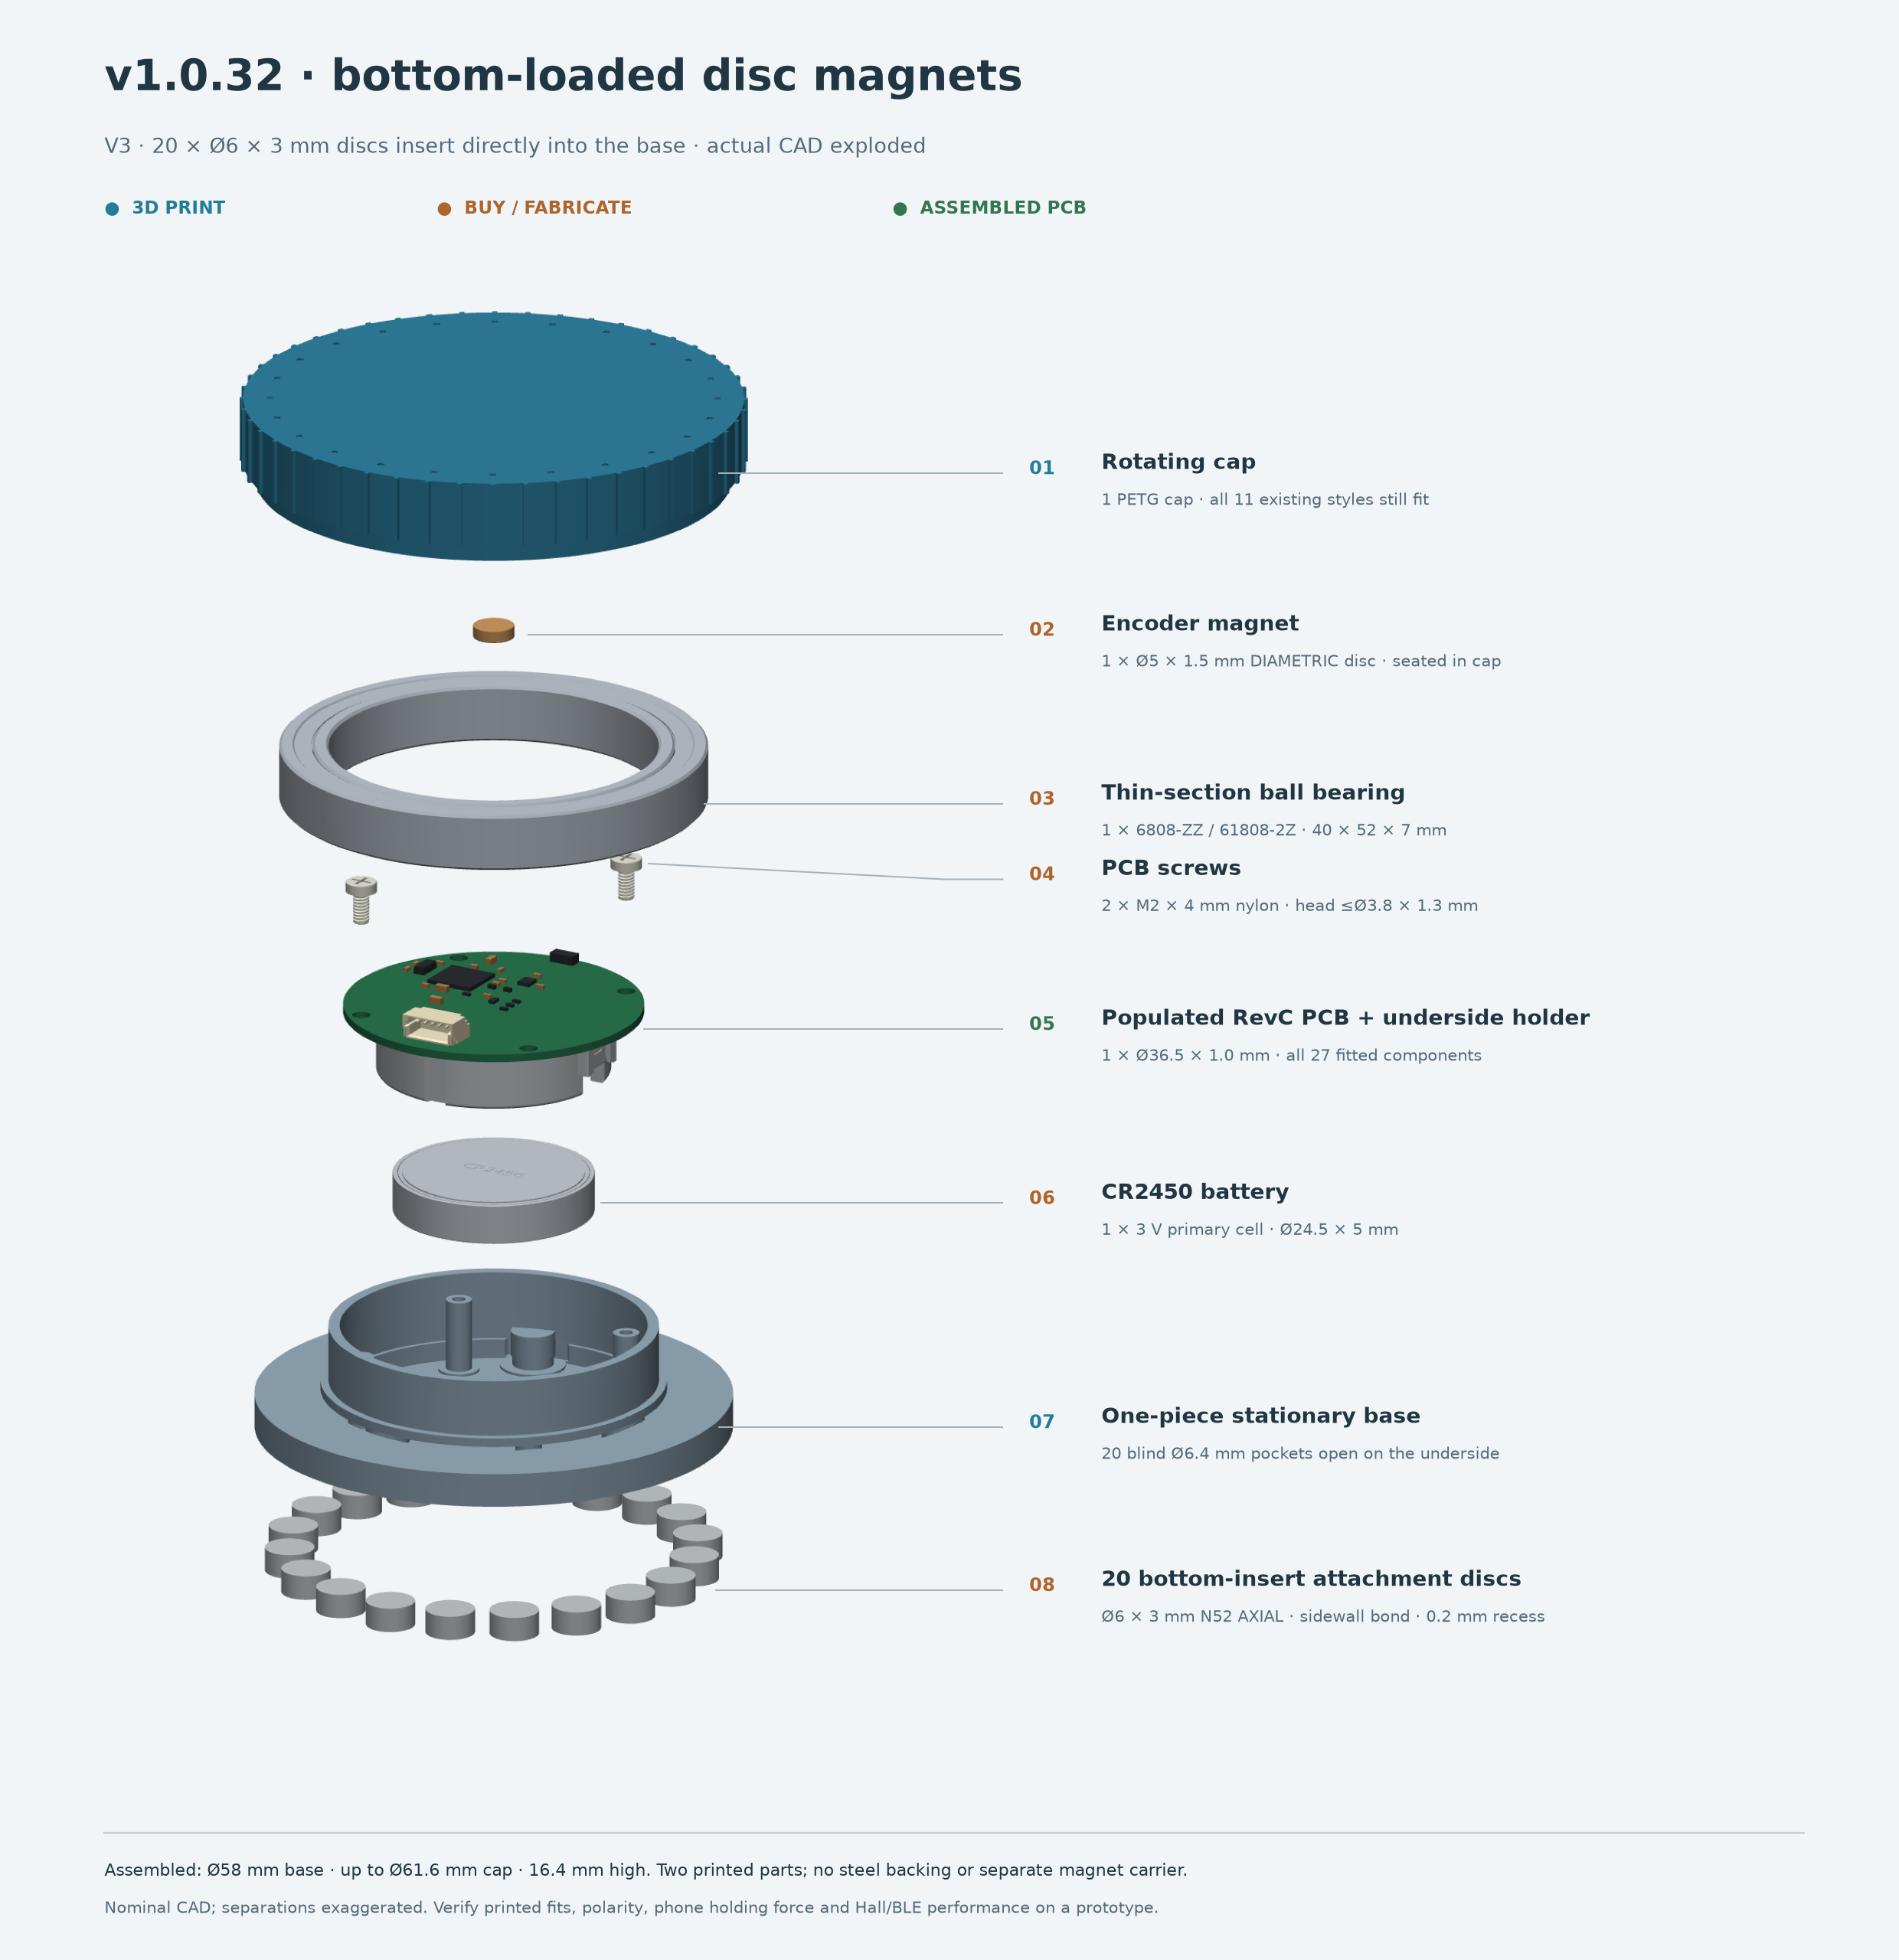 v1.0.32 · bottom-loaded disc magnets
V3 · 20 × Ø6 × 3 mm discs insert directly into the base · actual CAD exploded
3D PRINT
BUY / FABRICATE
ASSEMBLED PCB
01
Rotating cap
1 PETG cap · all 11 existing styles still fit
02
Encoder magnet
1 × Ø5 × 1.5 mm DIAMETRIC disc · seated in cap
03
Thin-section ball bearing
1 × 6808-ZZ / 61808-2Z · 40 × 52 × 7 mm
04
PCB screws
2 × M2 × 4 mm nylon · head ≤Ø3.8 × 1.3 mm
05
Populated RevC PCB + underside holder
1 × Ø36.5 × 1.0 mm · all 27 fitted components
CR2450
06
CR2450 battery
1 × 3 V primary cell · Ø24.5 × 5 mm
07
One-piece stationary base
20 blind Ø6.4 mm pockets open on the underside
08
20 bottom-insert attachment discs
Ø6 × 3 mm N52 AXIAL · sidewall bond · 0.2 mm recess
Assembled: Ø58 mm base · up to Ø61.6 mm cap · 16.4 mm high. Two printed parts; no steel backing or separate magnet carrier.
Nominal CAD; separations exaggerated. Verify printed fits, polarity, phone holding force and Hall/BLE performance on a prototype.